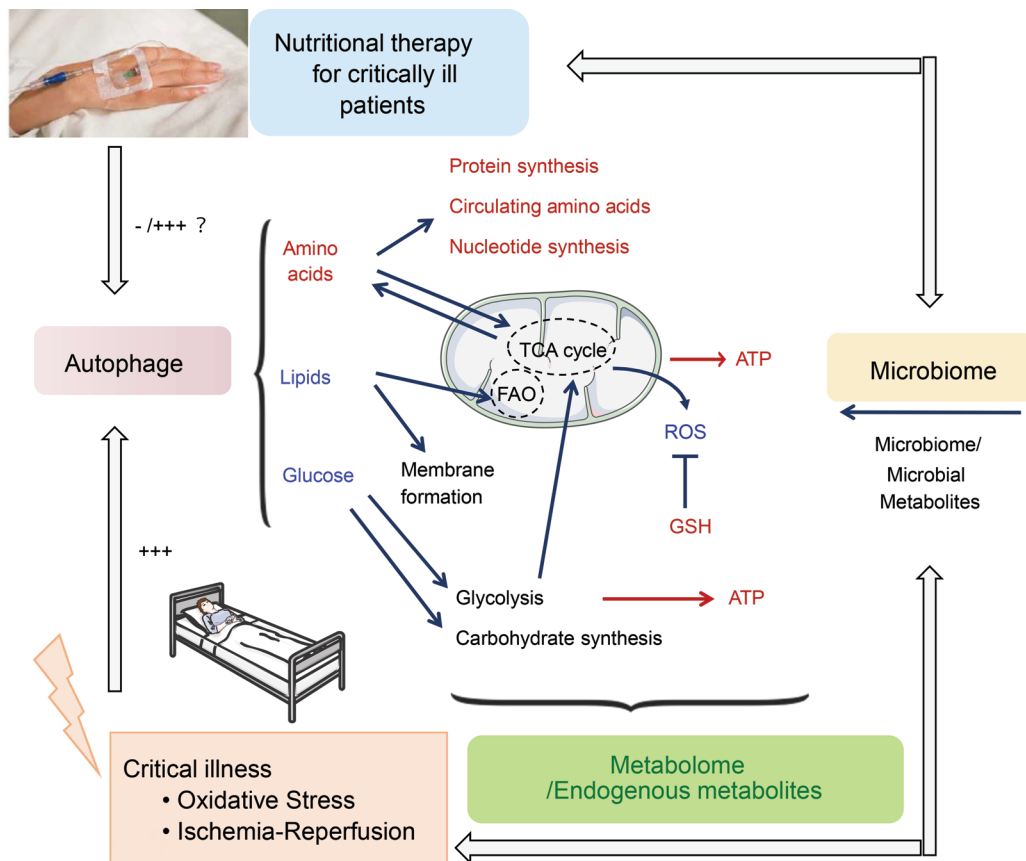 Nutritional therapy
for critically ill
patients
Protein synthesis
Circulating amino acids
Nucleotide synthesis
- /+++ ?
Amino
acids
Autophage
TCA cycle
ATP
Lipids
FAO
Microbiome
ROS
Glucose
Membrane
formation
Microbiome/
Microbial
Metabolites
GSH
+++
Glycolysis
ATP
Carbohydrate synthesis
Critical illness
• Oxidative Stress
• Ischemia-Reperfusion
Metabolome
/Endogenous metabolites